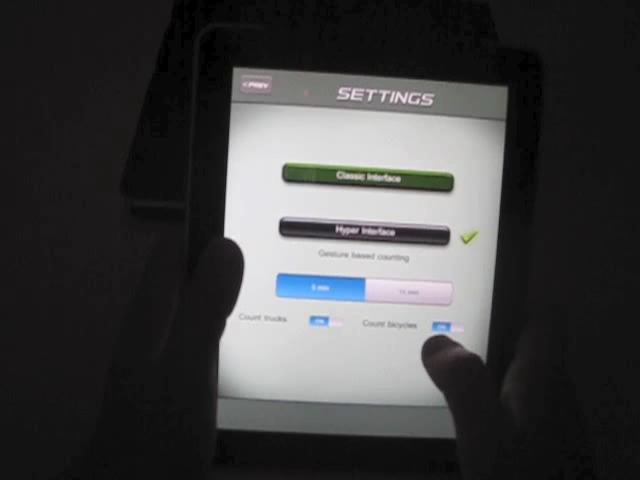 < PREV
SETTINGS
Classic Interface
Hyper Interface
Gesture based counting
5 min
15 min
Count trucks
ON
Count bicycles
ON